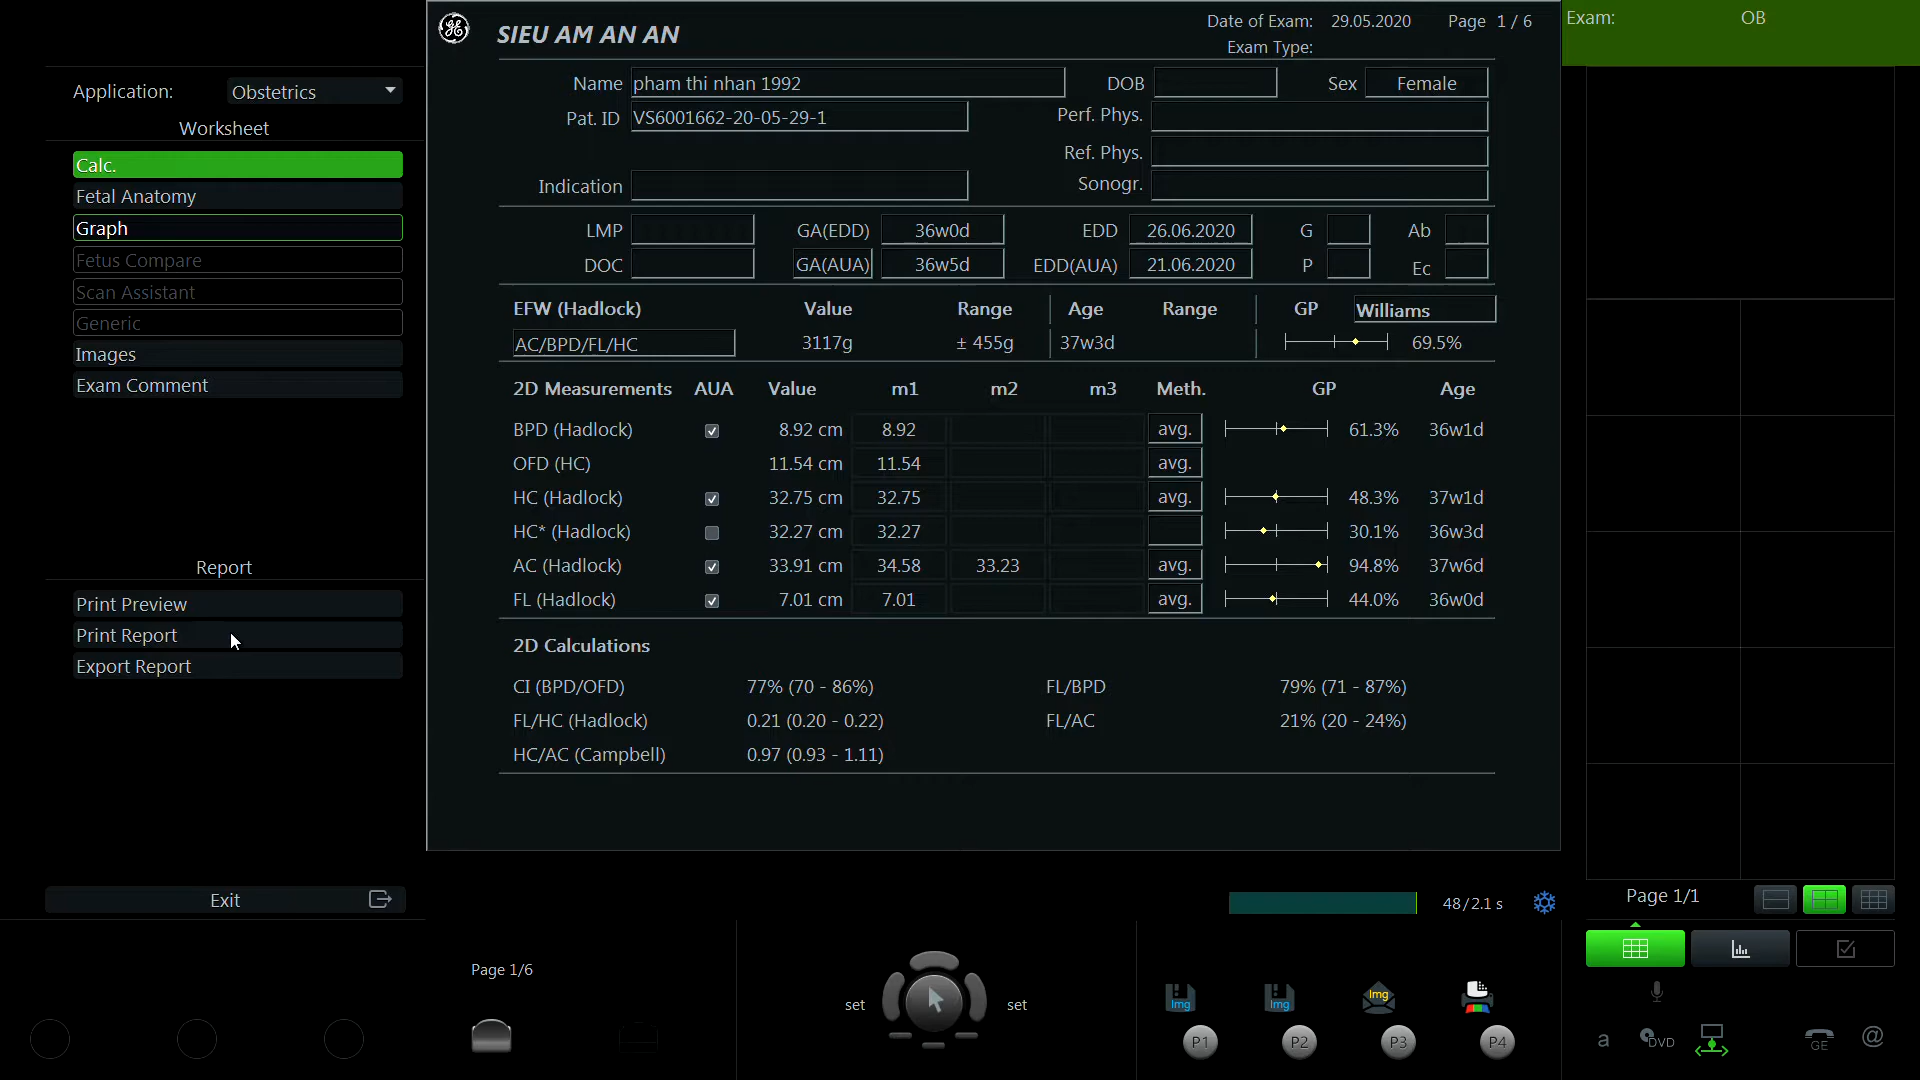 SIEU AM AN AN
Date of Exam: 29.05.2020 Page 1 / 6
Exam Type:
Exam: OB
Application: Obstetrics
Worksheet
Calc.
Fetal Anatomy
Graph
Fetus Compare
Scan Assistant
Generic
Images
Exam Comment
Report
Print Preview
Print Report
Export Report
Exit
Name pham thi nhan 1992 DOB Sex Female
Pat. ID VS6001662-20-05-29-1 Perf. Phys.
Ref. Phys.
Indication Sonogr.
LMP GA(EDD) 36w0d EDD 26.06.2020 G Ab
DOC GA(AUA) 36w5d EDD(AUA) 21.06.2020 P Ec
EFW (Hadlock) Value Range Age Range GP Williams
AC/BPD/FL/HC 3117g ± 455g 37w3d 69.5%
2D Measurements AUA Value m1 m2 m3 Meth. GP Age
BPD (Hadlock) 8.92 cm 8.92 avg. 61.3% 36w1d
OFD (HC) 11.54 cm 11.54 avg.
HC (Hadlock) 32.75 cm 32.75 avg. 48.3% 37w1d
HC* (Hadlock) 32.27 cm 32.27 30.1% 36w3d
AC (Hadlock) 33.91 cm 34.58 33.23 avg. 94.8% 37w6d
FL (Hadlock) 7.01 cm 7.01 avg. 44.0% 36w0d
2D Calculations
CI (BPD/OFD) 77% (70 - 86%) FL/BPD 79% (71 - 87%)
FL/HC (Hadlock) 0.21 (0.20 - 0.22) FL/AC 21% (20 - 24%)
HC/AC (Campbell) 0.97 (0.93 - 1.11)
48/2.1 s
Page 1/1
Page 1/6
set set
Img Img Img
P1 P2 P3 P4
a DVD GE @